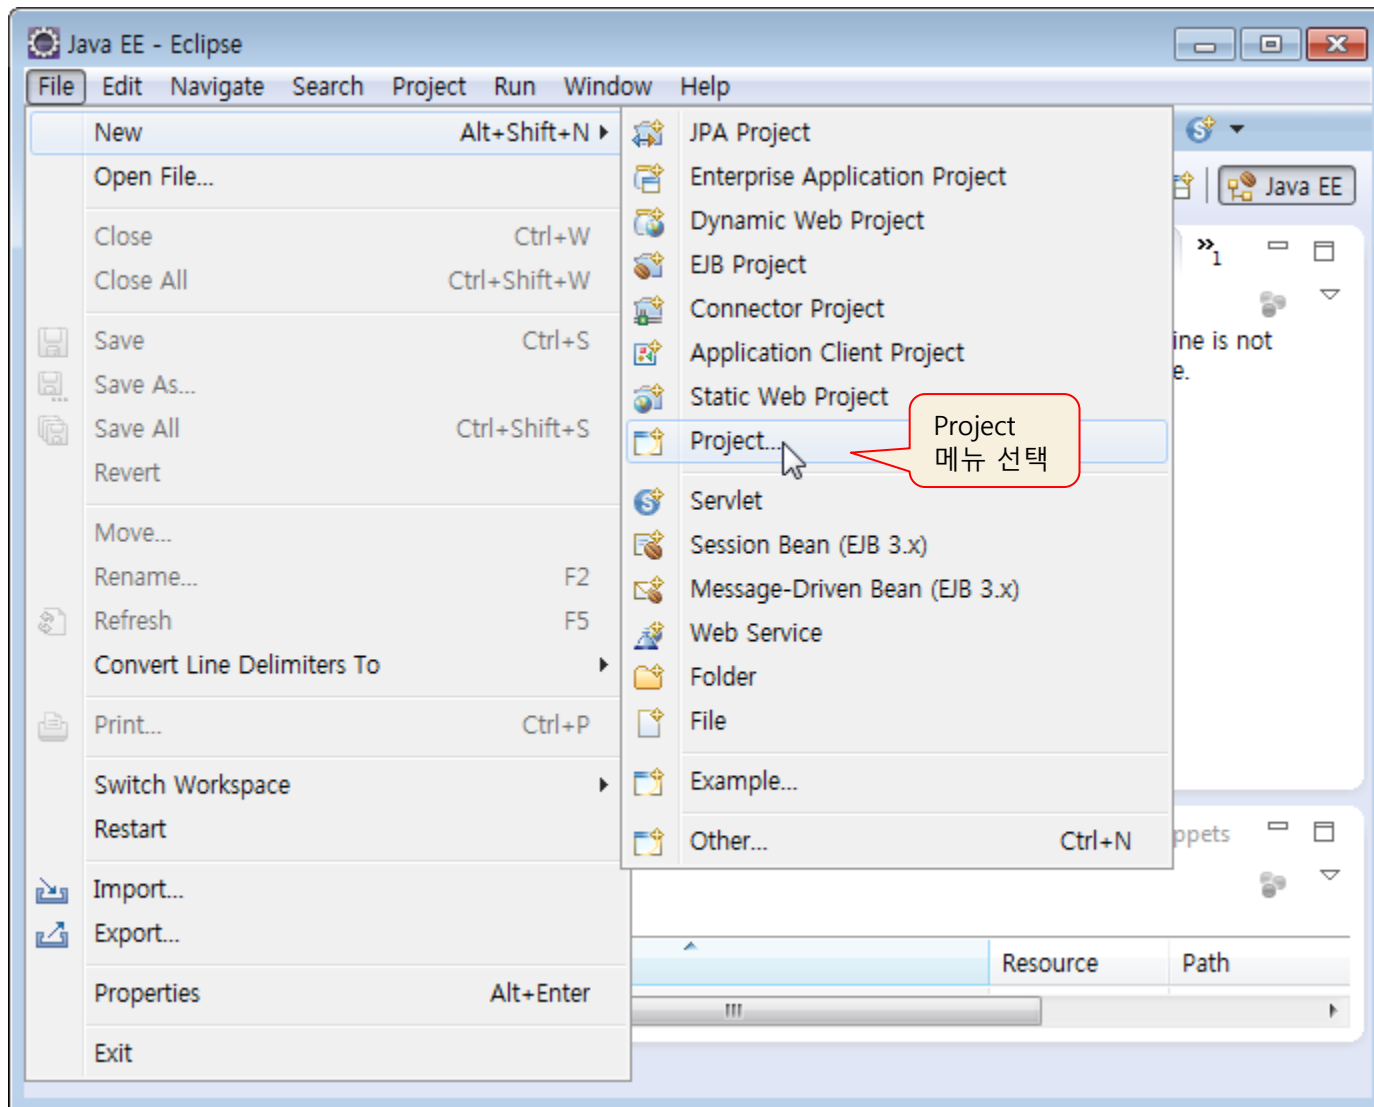 Java EE - Eclipse
File Edit Navigate Search Project Run Window Help
New Alt+Shift+N
Open File...
Close Ctrl+W
Close All Ctrl+Shift+W
Save Ctrl+S
Save As...
Save All Ctrl+Shift+S
Revert
Move...
Rename... F2
Refresh F5
Convert Line Delimiters To
Print... Ctrl+P
Switch Workspace
Restart
Import...
Export...
Properties Alt+Enter
Exit
JPA Project
Enterprise Application Project
Dynamic Web Project
EJB Project
Connector Project
Application Client Project
Static Web Project
Project...
Project
메뉴 선택
Servlet
Session Bean (EJB 3.x)
Message-Driven Bean (EJB 3.x)
Web Service
Folder
File
Example...
Other... Ctrl+N
Java EE
»1
ine is not
e.
ppets
Resource Path